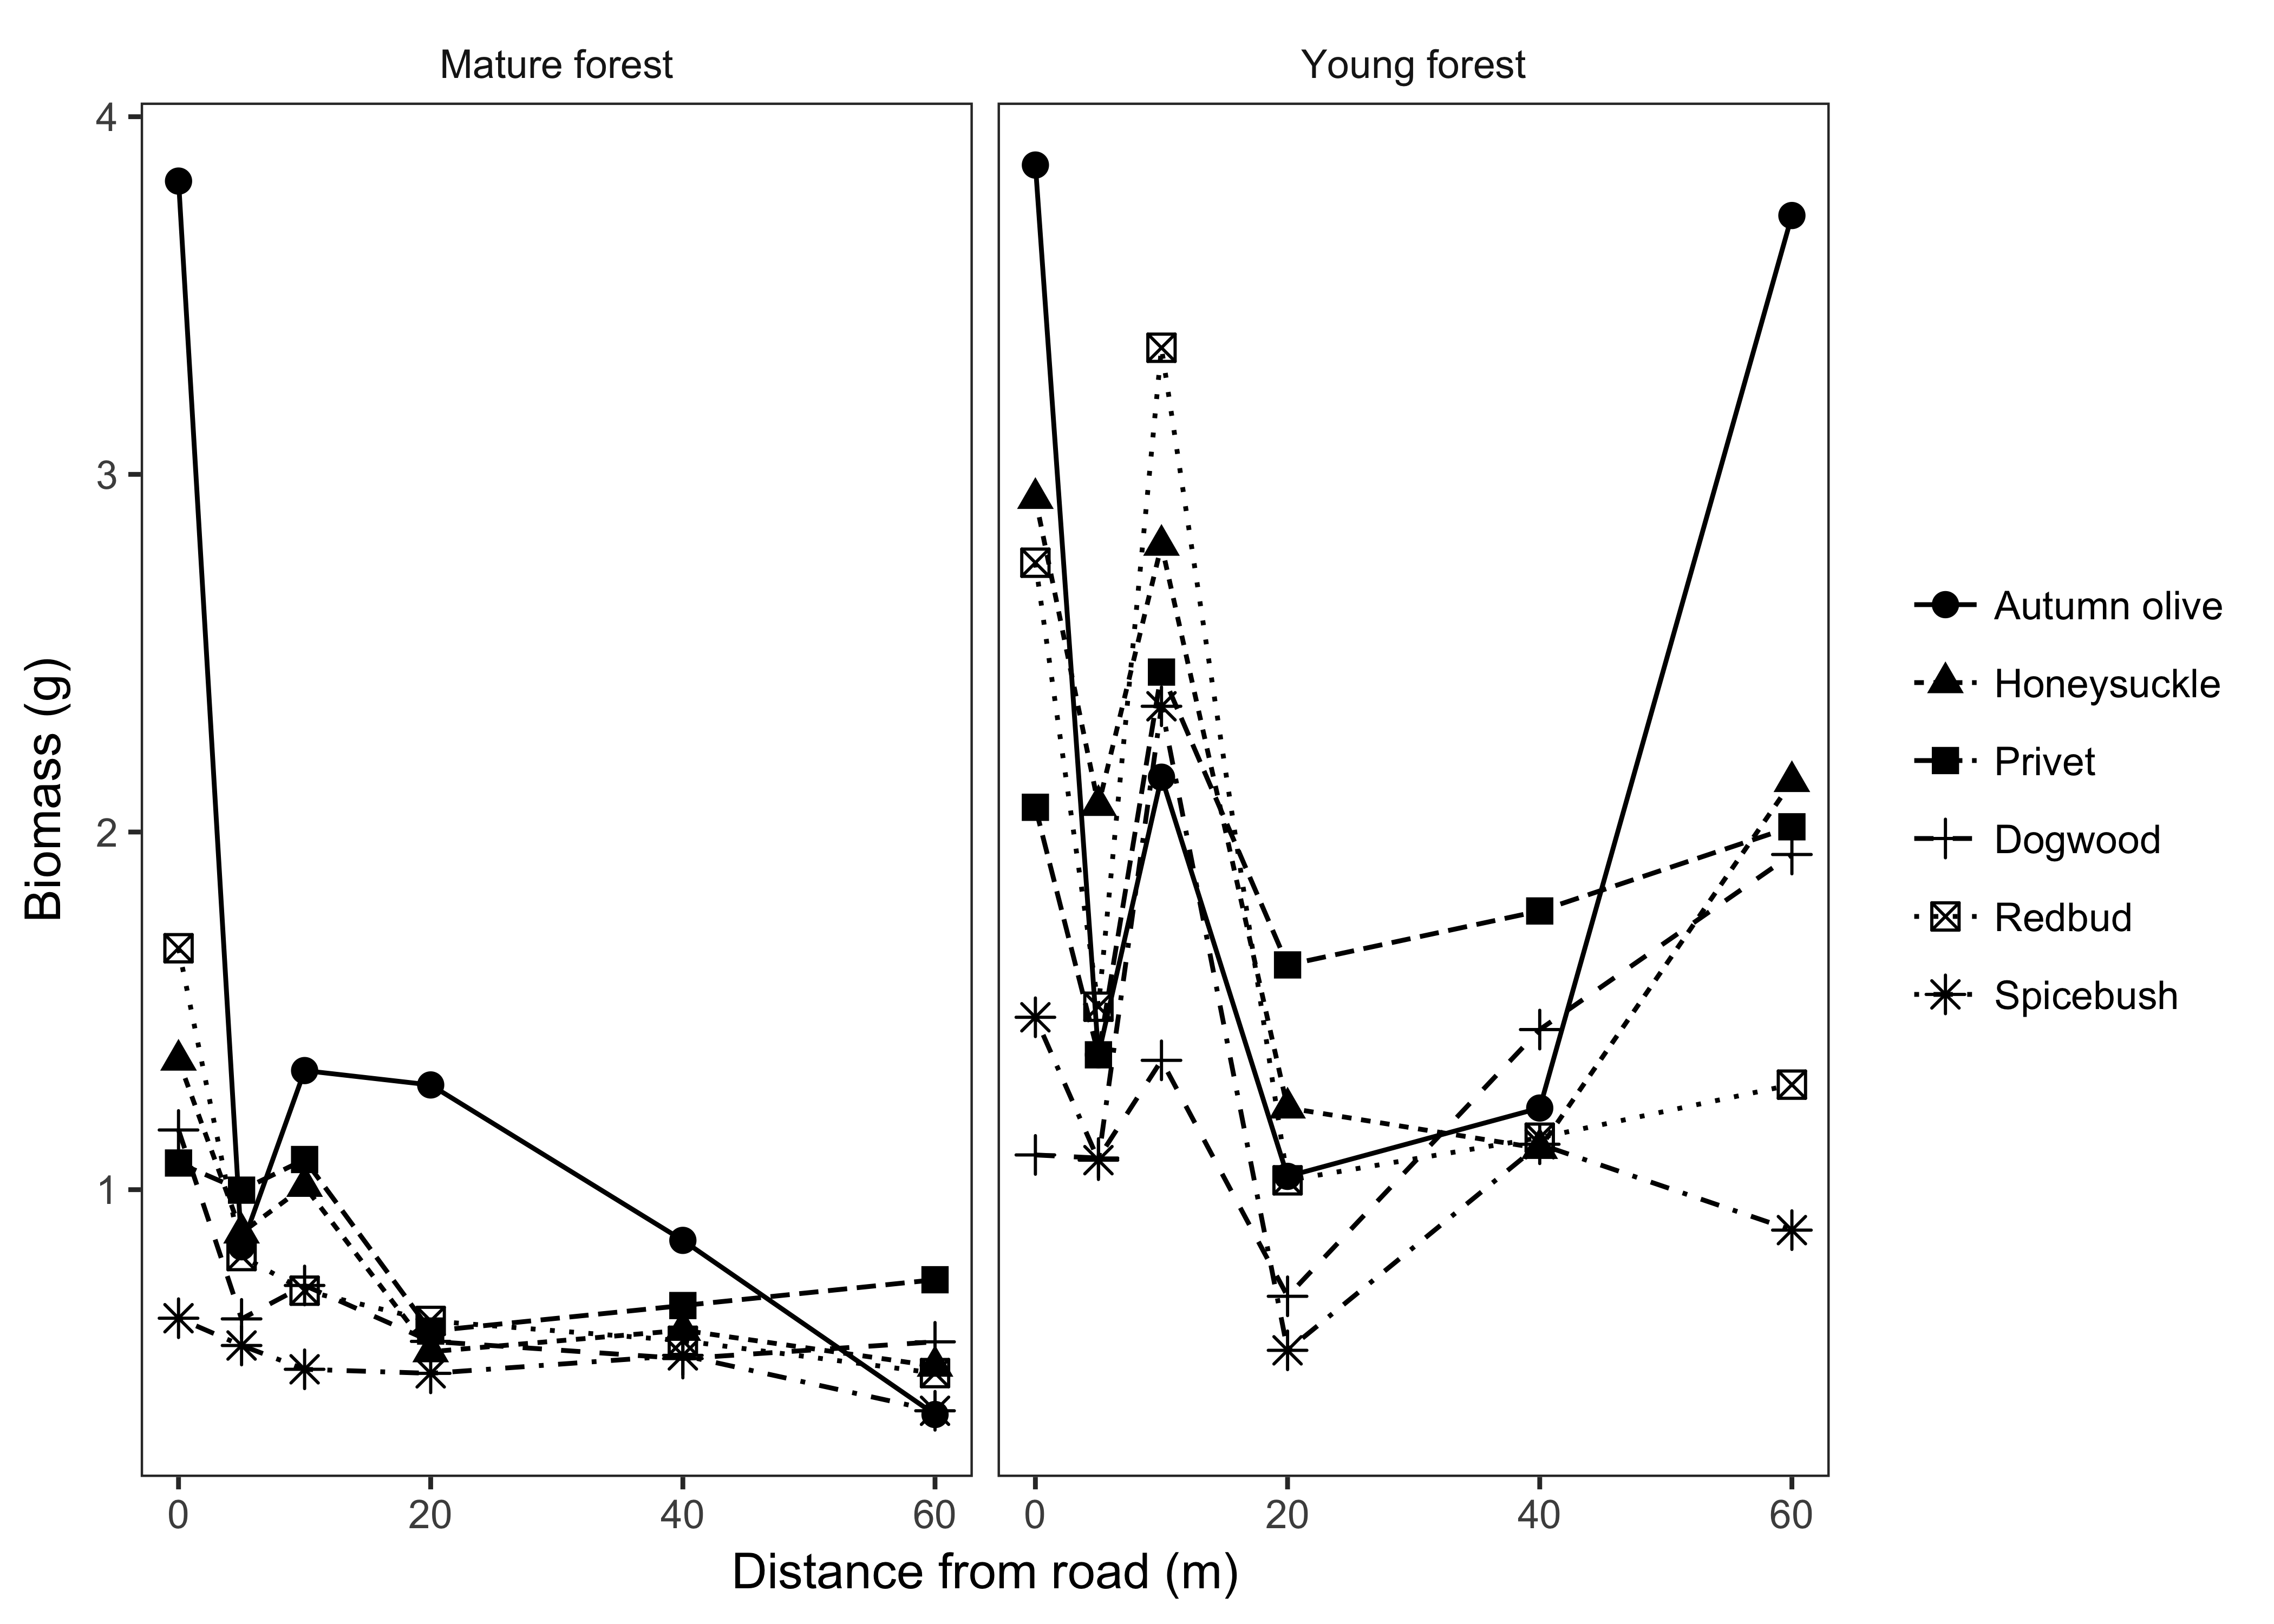 Mature forest
Young forest
4
3
2
1
Biomass (g)
0 20 40 60
0 20 40 60
Distance from road (m)
Autumn olive
Honeysuckle
Privet
Dogwood
Redbud
Spicebush